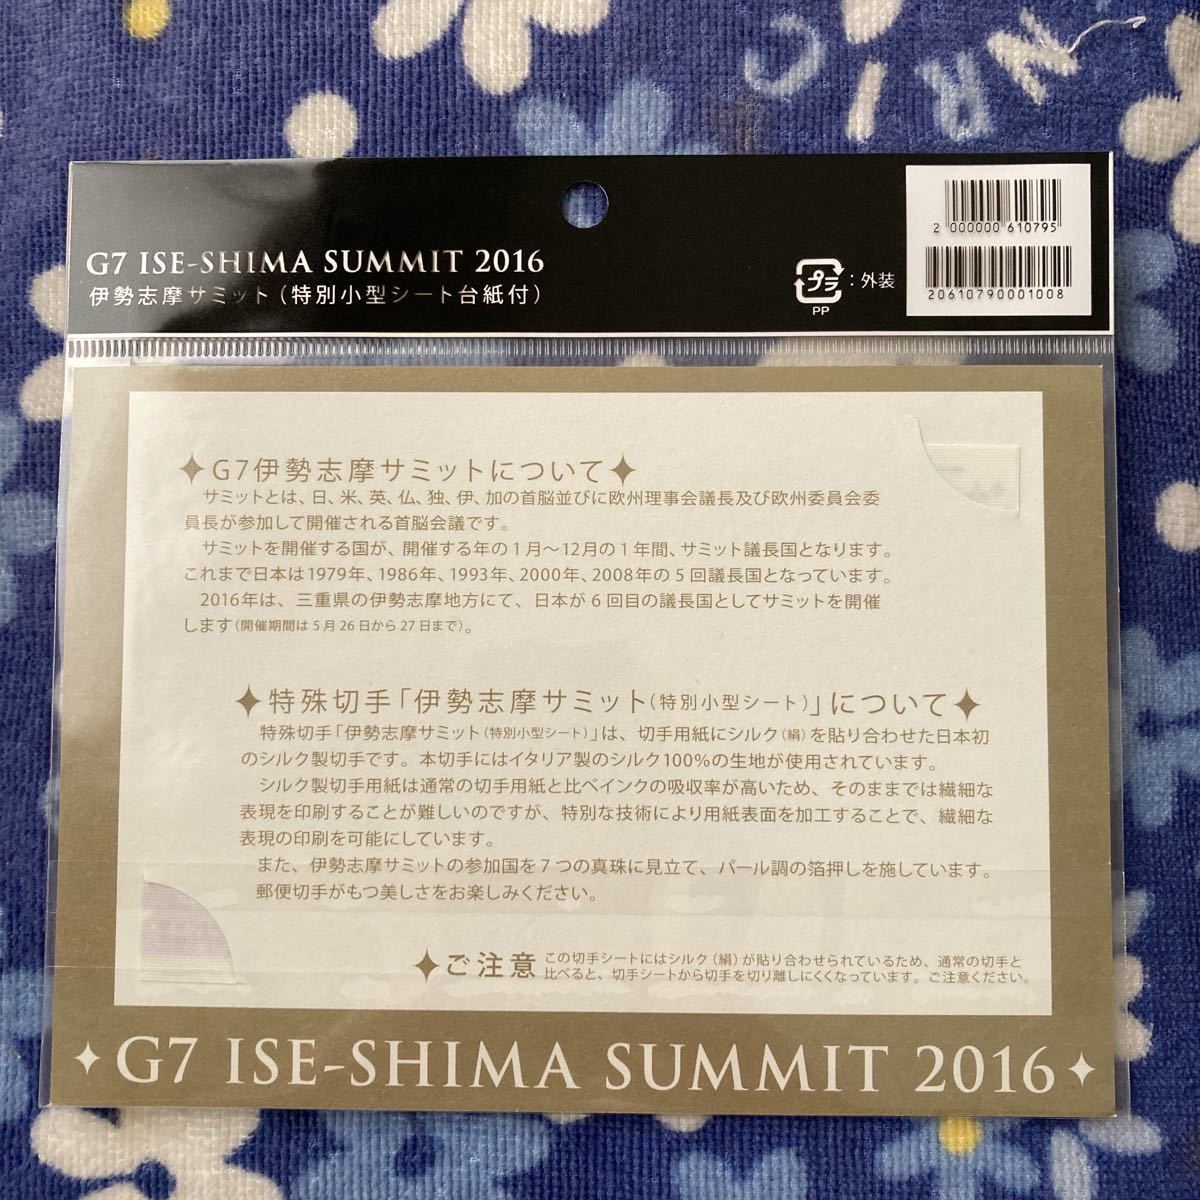 CIRN
G7 ISE-SHIMA SUMMIT 2016
伊勢志摩サミット（特別小型シート台紙付）
プラ
PP
：外装
2 000000 610795
20610790001008
✦G7伊勢志摩サミットについて✦
サミットとは、日、米、英、仏、独、伊、加の首脳並びに欧州理事会議長及び欧州委員会委
員長が参加して開催される首脳会議です。
サミットを開催する国が、開催する年の1月〜12月の1年間、サミット議長国となります。
これまで日本は1979年、1986年、1993年、2000年、2008年の5回議長国となっています。
2016年は、三重県の伊勢志摩地方にて、日本が6回目の議長国としてサミットを開催
します（開催期間は5月26日から27日まで）。
✦特殊切手「伊勢志摩サミット（特別小型シート）」について✦
特殊切手「伊勢志摩サミット（特別小型シート）」は、切手用紙にシルク（絹）を貼り合わせた日本初
のシルク製切手です。本切手にはイタリア製のシルク100%の生地が使用されています。
シルク製切手用紙は通常の切手用紙と比べインクの吸収率が高いため、そのままでは繊細な
表現を印刷することが難しいのですが、特別な技術により用紙表面を加工することで、繊細な
表現の印刷を可能にしています。
また、伊勢志摩サミットの参加国を7つの真珠に見立て、パール調の箔押しを施しています。
郵便切手がもつ美しさをお楽しみください。
✦ご注意 この切手シートにはシルク（絹）が貼り合わせられているため、通常の切手と
比べると、切手シートから切手を切り離しにくくなっています。ご注意ください。
✦G7 ISE-SHIMA SUMMIT 2016✦